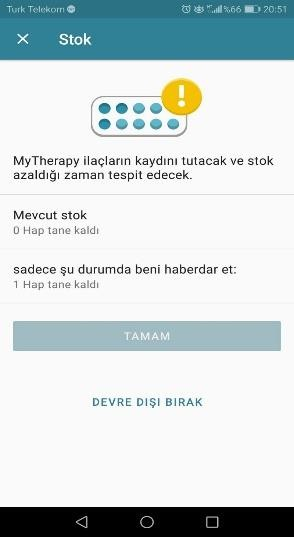 Turk Telekom
%66 20:51
Stok
MyTherapy ilaçların kaydını tutacak ve stok
azaldığı zaman tespit edecek.
Mevcut stok
0 Hap tane kaldı
sadece şu durumda beni haberdar et:
1 Hap tane kaldı
TAMAM
DEVRE DIŞI BIRAK